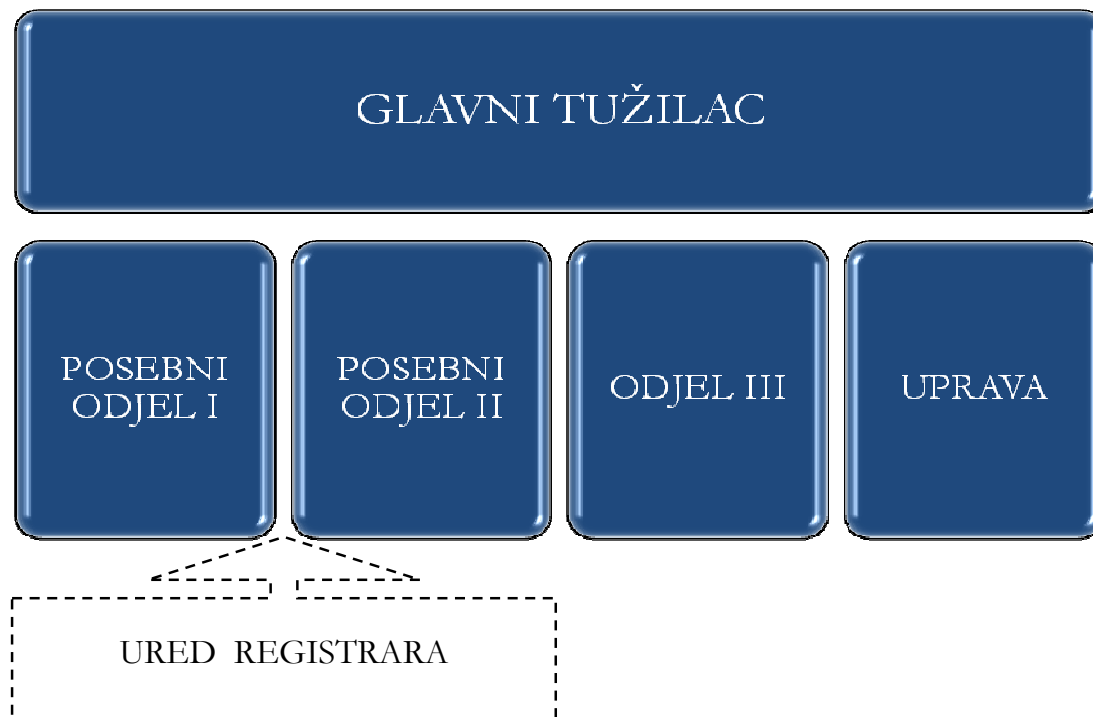 GLAVNI TUŽILAC
POSEBNI
ODJEL I
POSEBNI
ODJEL II
ODJEL III
UPRAVA
URED REGISTRARA